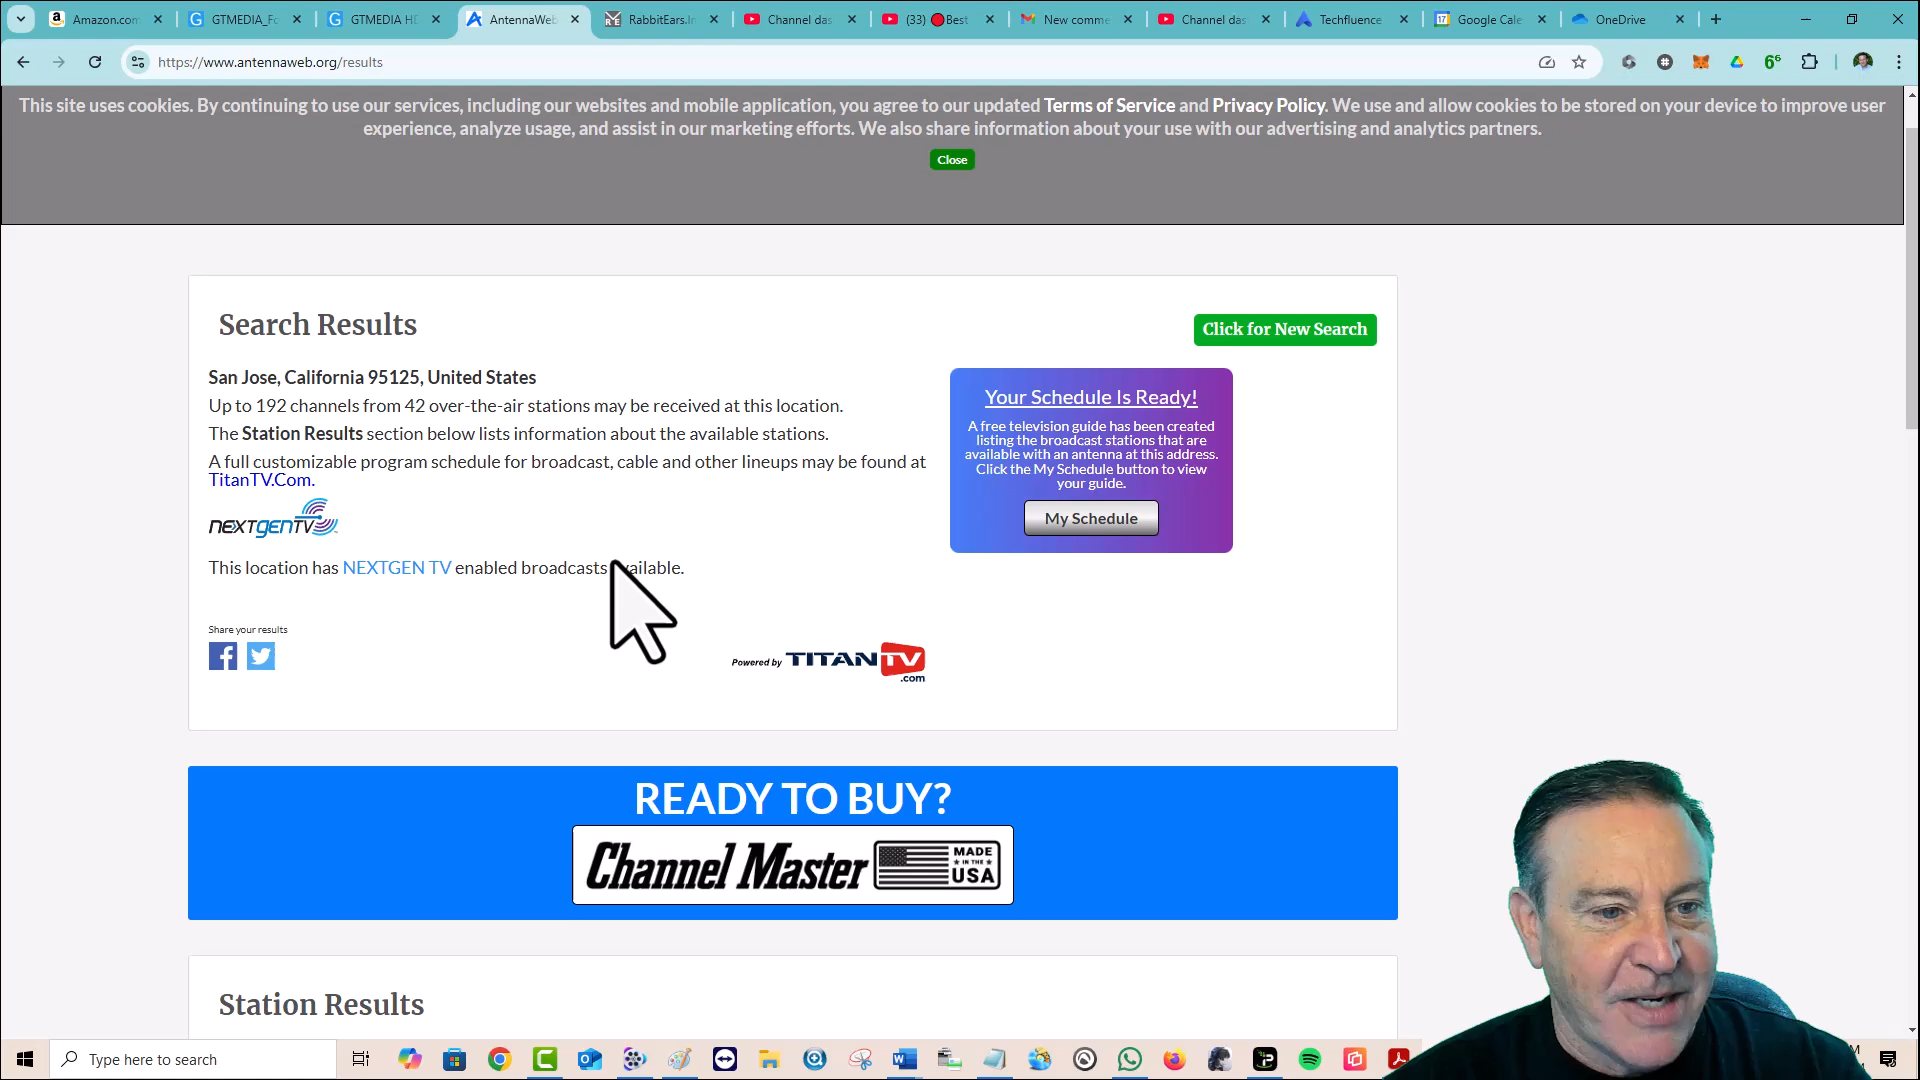 Amazon.com
GTMEDIA_Fo
GTMEDIA HD
AntennaWeb
RabbitEars.In
Channel das
(33) 🔴Best
New comme
Channel das
Techfluence
Google Cale
OneDrive
https://www.antennaweb.org/results
This site uses cookies. By continuing to use our services, including our websites and mobile application, you agree to our updated Terms of Service and Privacy Policy. We use and allow cookies to be stored on your device to improve user
experience, analyze usage, and assist in our marketing efforts. We also share information about your use with our advertising and analytics partners.
Close
Search Results
Click for New Search
San Jose, California 95125, United States
Up to 192 channels from 42 over-the-air stations may be received at this location.
The Station Results section below lists information about the available stations.
A full customizable program schedule for broadcast, cable and other lineups may be found at
TitanTV.Com.
NEXTGENTV
This location has NEXTGEN TV enabled broadcasts available.
Your Schedule Is Ready!
A free television guide has been created
listing the broadcast stations that are
available with an antenna at this address.
Click the My Schedule button to view
your guide.
My Schedule
Share your results
Powered by TITANTV
.com
READY TO BUY?
Channel Master
MADE
IN THE
USA
Station Results
Type here to search